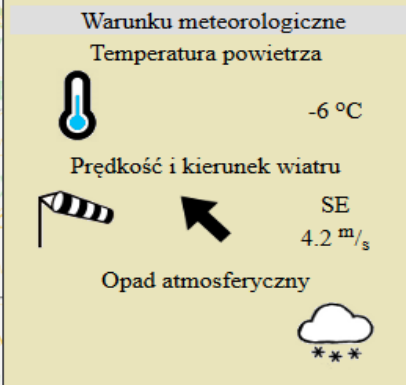 Warunku meteorologiczne
Temperatura powietrza
-6 °C
Prędkość i kierunek wiatru
SE
4.2 m/s
Opad atmosferyczny